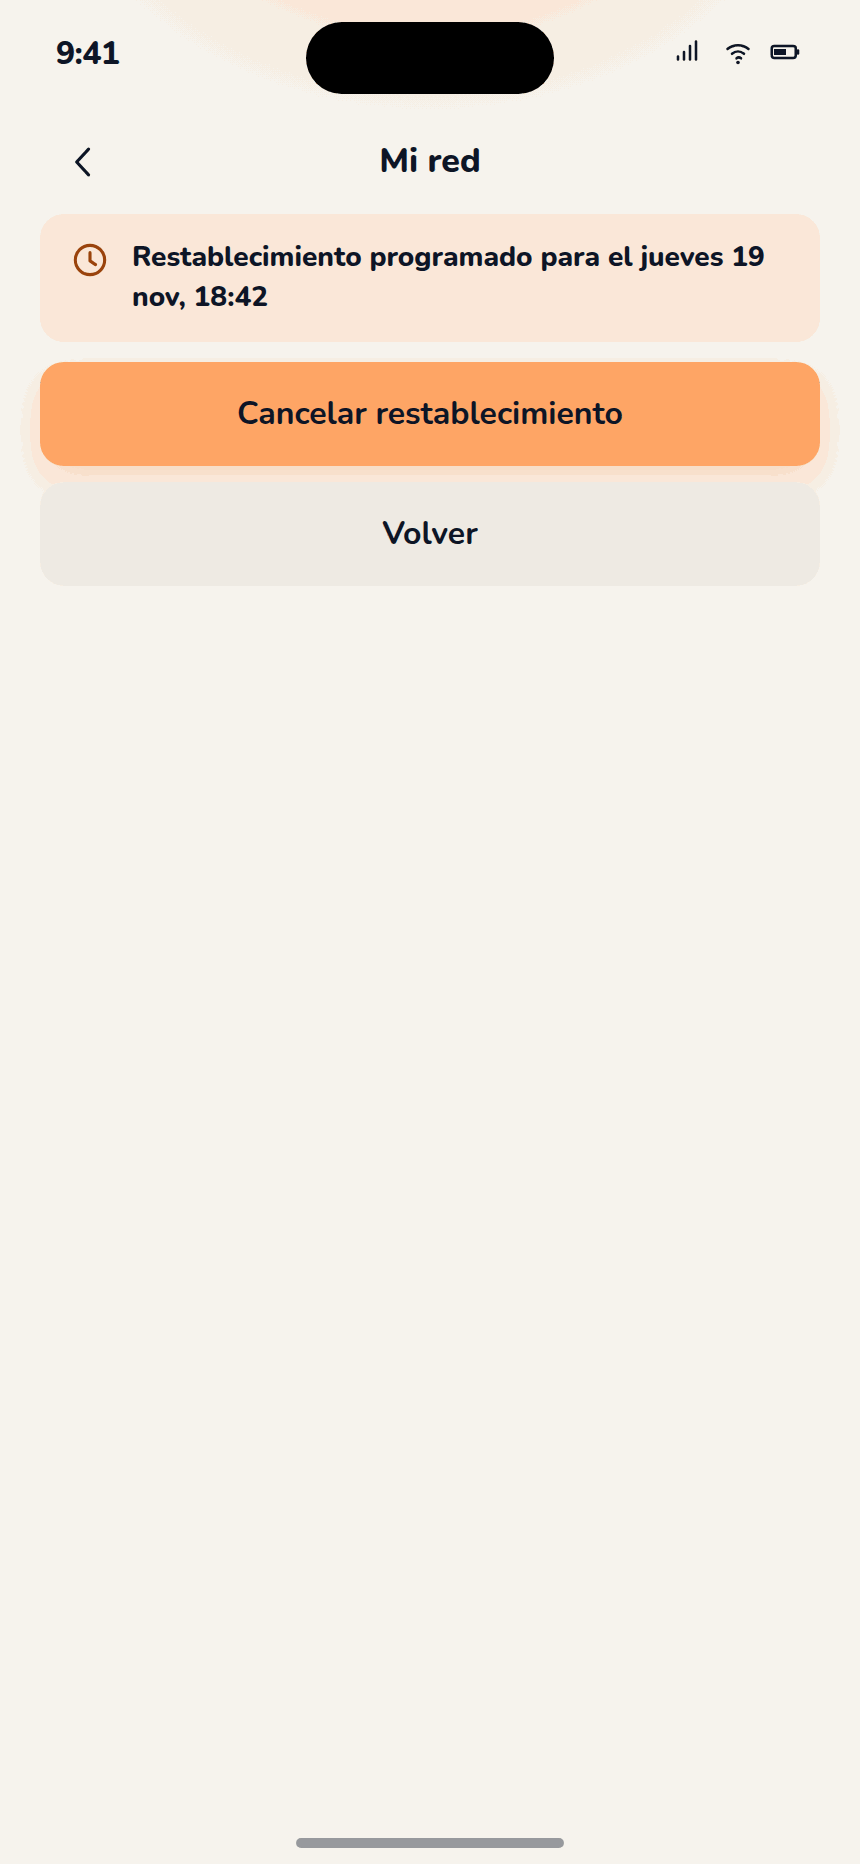 9:41
Mi red
Restablecimiento programado para el jueves 19
nov, 18:42
Cancelar restablecimiento
Volver